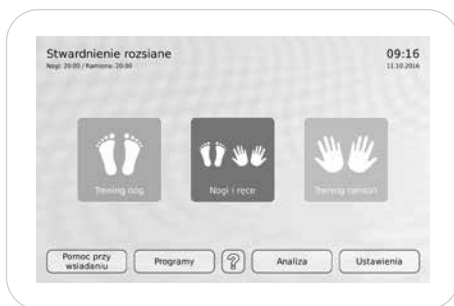 Stwardnienie rozsiane
09:16
Nogi: 20:00 / Ramiona: 20:00
11.10.2016
Trening nóg
Nogi i ręce
Trening ramion
Pomoc przy
wsiadaniu
Programy
?
Analiza
Ustawienia